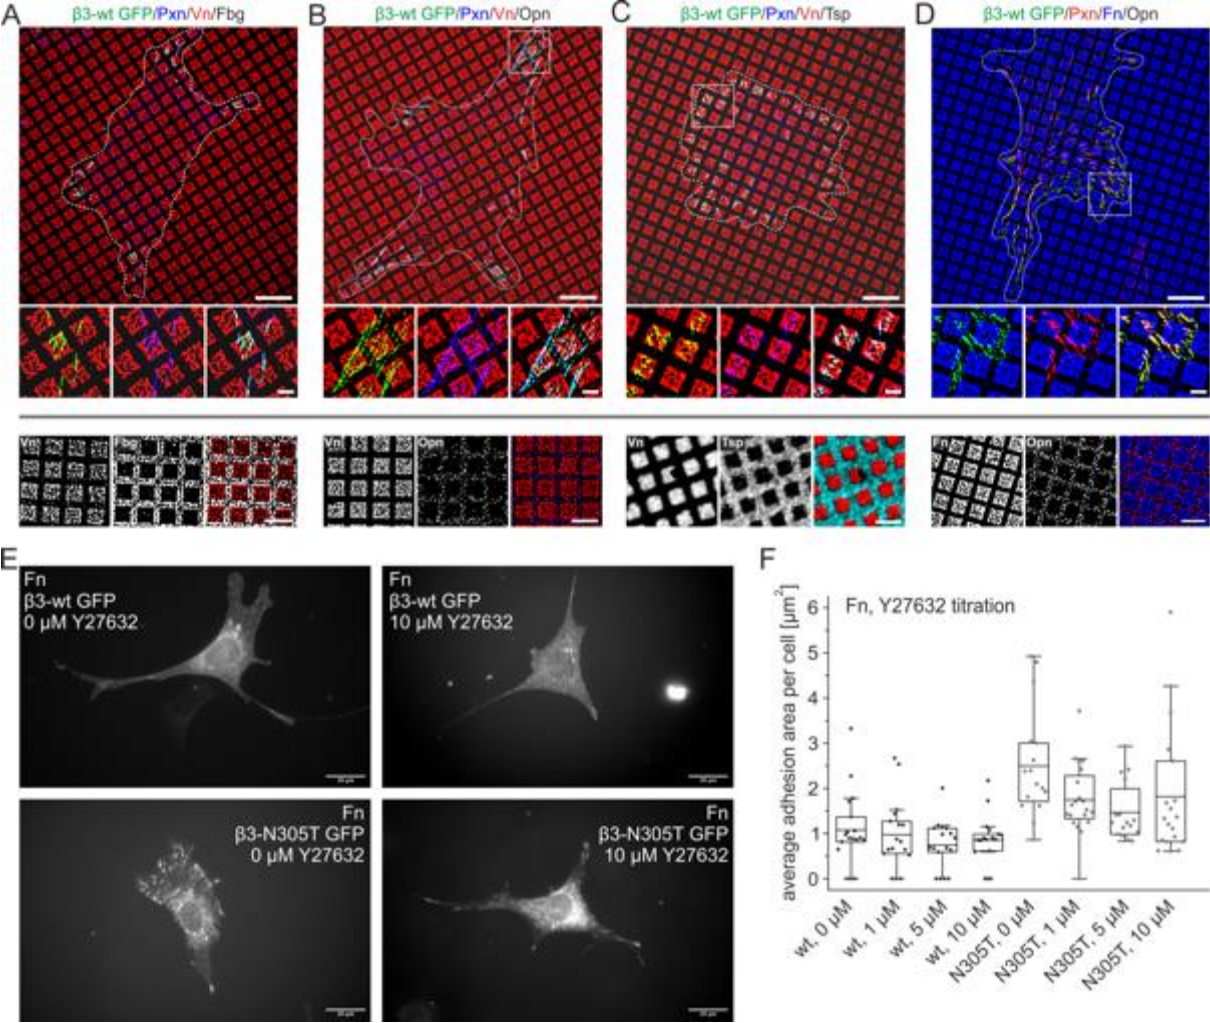 A
β3-wt GFP/Pxn/Vn/Fbg
B
β3-wt GFP/Pxn/Vn/Opn
C
β3-wt GFP/Pxn/Vn/Tsp
D
β3-wt GFP/Pxn/Fn/Opn
Vn
Fbg
Vn
Opn
Vn
Tsp
Fn
Opn
E
Fn
β3-wt GFP
0 µM Y27632
Fn
β3-wt GFP
10 µM Y27632
Fn
β3-N305T GFP
0 µM Y27632
Fn
β3-N305T GFP
10 µM Y27632
F
Fn, Y27632 titration
average adhesion area per cell [µm²]
6
5
4
3
2
1
0
wt, 0 µM
wt, 1 µM
wt, 5 µM
wt, 10 µM
N305T, 0 µM
N305T, 1 µM
N305T, 5 µM
N305T, 10 µM